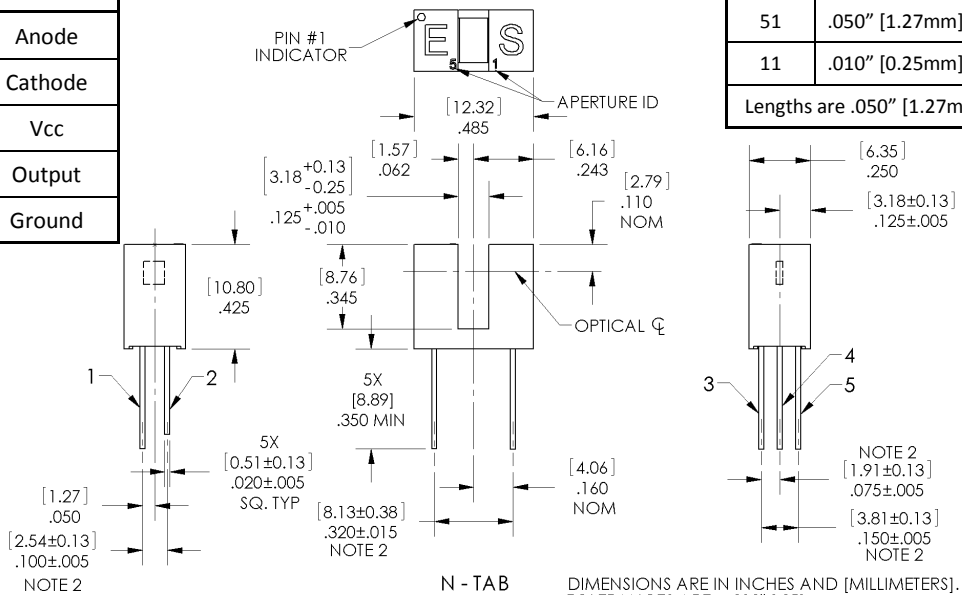 Anode
Cathode
Vcc
Output
Ground
PIN #1
INDICATOR
E S
5 1
APERTURE ID
51 .050” [1.27mm]
11 .010” [0.25mm]
Lengths are .050” [1.27m
[12.32]
.485
[1.57]
.062
[6.16]
.243
[3.18 +0.13 -0.25]
.125 +.005 -.010
[2.79]
.110
NOM
[6.35]
.250
[3.18±0.13]
.125±.005
[10.80]
.425
[8.76]
.345
OPTICAL ℄
1
2
5X
[8.89]
.350 MIN
3
4
5
5X
[0.51±0.13]
.020±.005
SQ. TYP
[1.27]
.050
[2.54±0.13]
.100±.005
NOTE 2
[8.13±0.38]
.320±.015
NOTE 2
[4.06]
.160
NOM
NOTE 2
[1.91±0.13]
.075±.005
[3.81±0.13]
.150±.005
NOTE 2
N - TAB
DIMENSIONS ARE IN INCHES AND [MILLIMETERS].